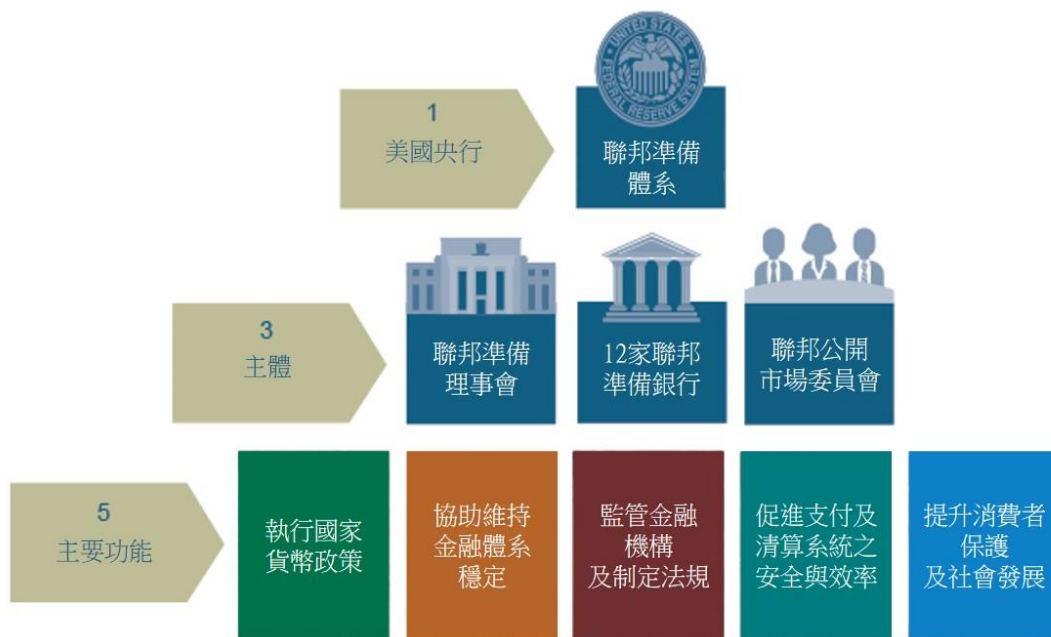 UNITED STATES
FEDERAL RESERVE SYSTEM
1
美國央行
聯邦準備
體系
3
主體
聯邦準備
理事會
12家聯邦
準備銀行
聯邦公開
市場委員會
5
主要功能
執行國家
貨幣政策
協助維持
金融體系
穩定
監管金融
機構
及制定法規
促進支付及
清算系統之
安全與效率
提升消費者
保護
及社會發展